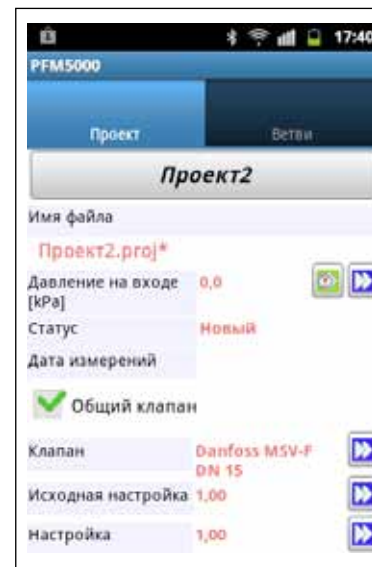 17:40
PFM5000
Проект
Ветви
Проект2
Имя файла
Проект2.proj*
Давление на входе 0,0
[kPa]
Статус Новый
Дата измерений
Общий клапан
Клапан Danfoss MSV-F
DN 15
Исходная настройка 1,00
Настройка 1,00